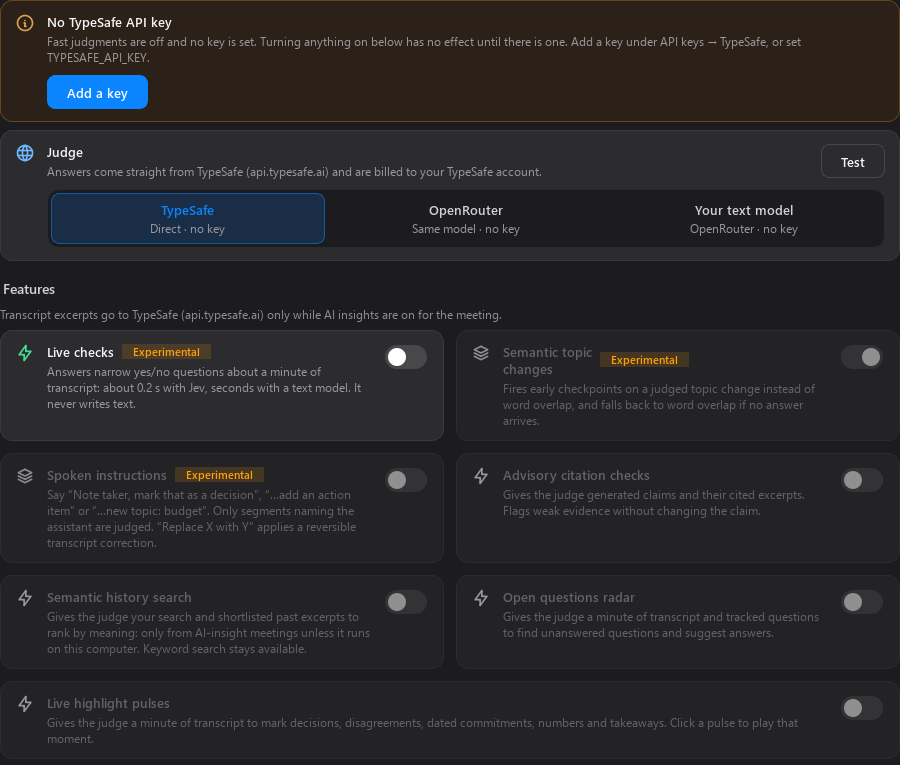 No TypeSafe API key
Fast judgments are off and no key is set. Turning anything on below has no effect until there is one. Add a key under API keys → TypeSafe, or set
TYPESAFE_API_KEY.
Add a key
Judge
Answers come straight from TypeSafe (api.typesafe.ai) and are billed to your TypeSafe account.
Test
TypeSafe
Direct · no key
OpenRouter
Same model · no key
Your text model
OpenRouter · no key
Features
Transcript excerpts go to TypeSafe (api.typesafe.ai) only while AI insights are on for the meeting.
Live checks
Experimental
Answers narrow yes/no questions about a minute of
transcript: about 0.2 s with Jev, seconds with a text model. It
never writes text.
Semantic topic
changes
Experimental
Fires early checkpoints on a judged topic change instead of
word overlap, and falls back to word overlap if no answer
arrives.
Spoken instructions
Experimental
Say “Note taker, mark that as a decision”, “…add an action
item” or “…new topic: budget”. Only segments naming the
assistant are judged. “Replace X with Y” applies a reversible
transcript correction.
Advisory citation checks
Gives the judge generated claims and their cited excerpts.
Flags weak evidence without changing the claim.
Semantic history search
Gives the judge your search and shortlisted past excerpts to
rank by meaning: only from AI-insight meetings unless it runs
on this computer. Keyword search stays available.
Open questions radar
Gives the judge a minute of transcript and tracked questions
to find unanswered questions and suggest answers.
Live highlight pulses
Gives the judge a minute of transcript to mark decisions, disagreements, dated commitments, numbers and takeaways. Click a pulse to play that
moment.